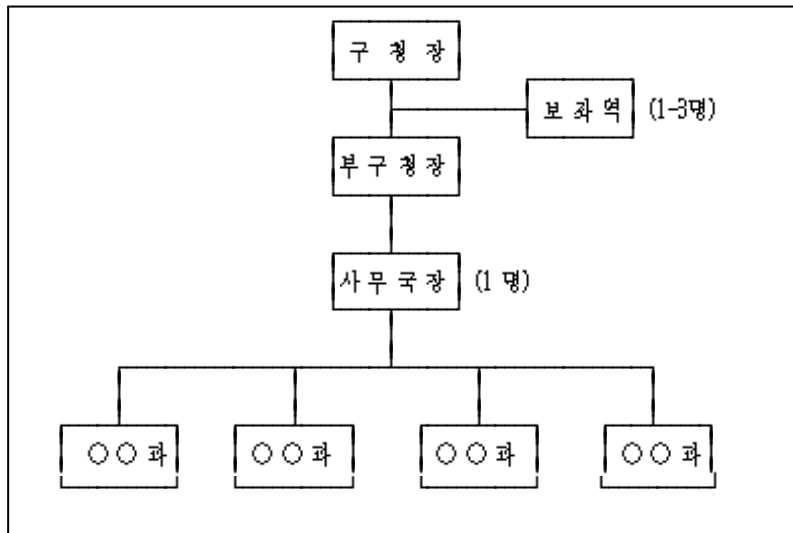 구 청 장
보 좌 역 (1-3명)
부 구 청 장
사 무 국 장 (1 명)
○○과 ○○과 ○○과 ○○과